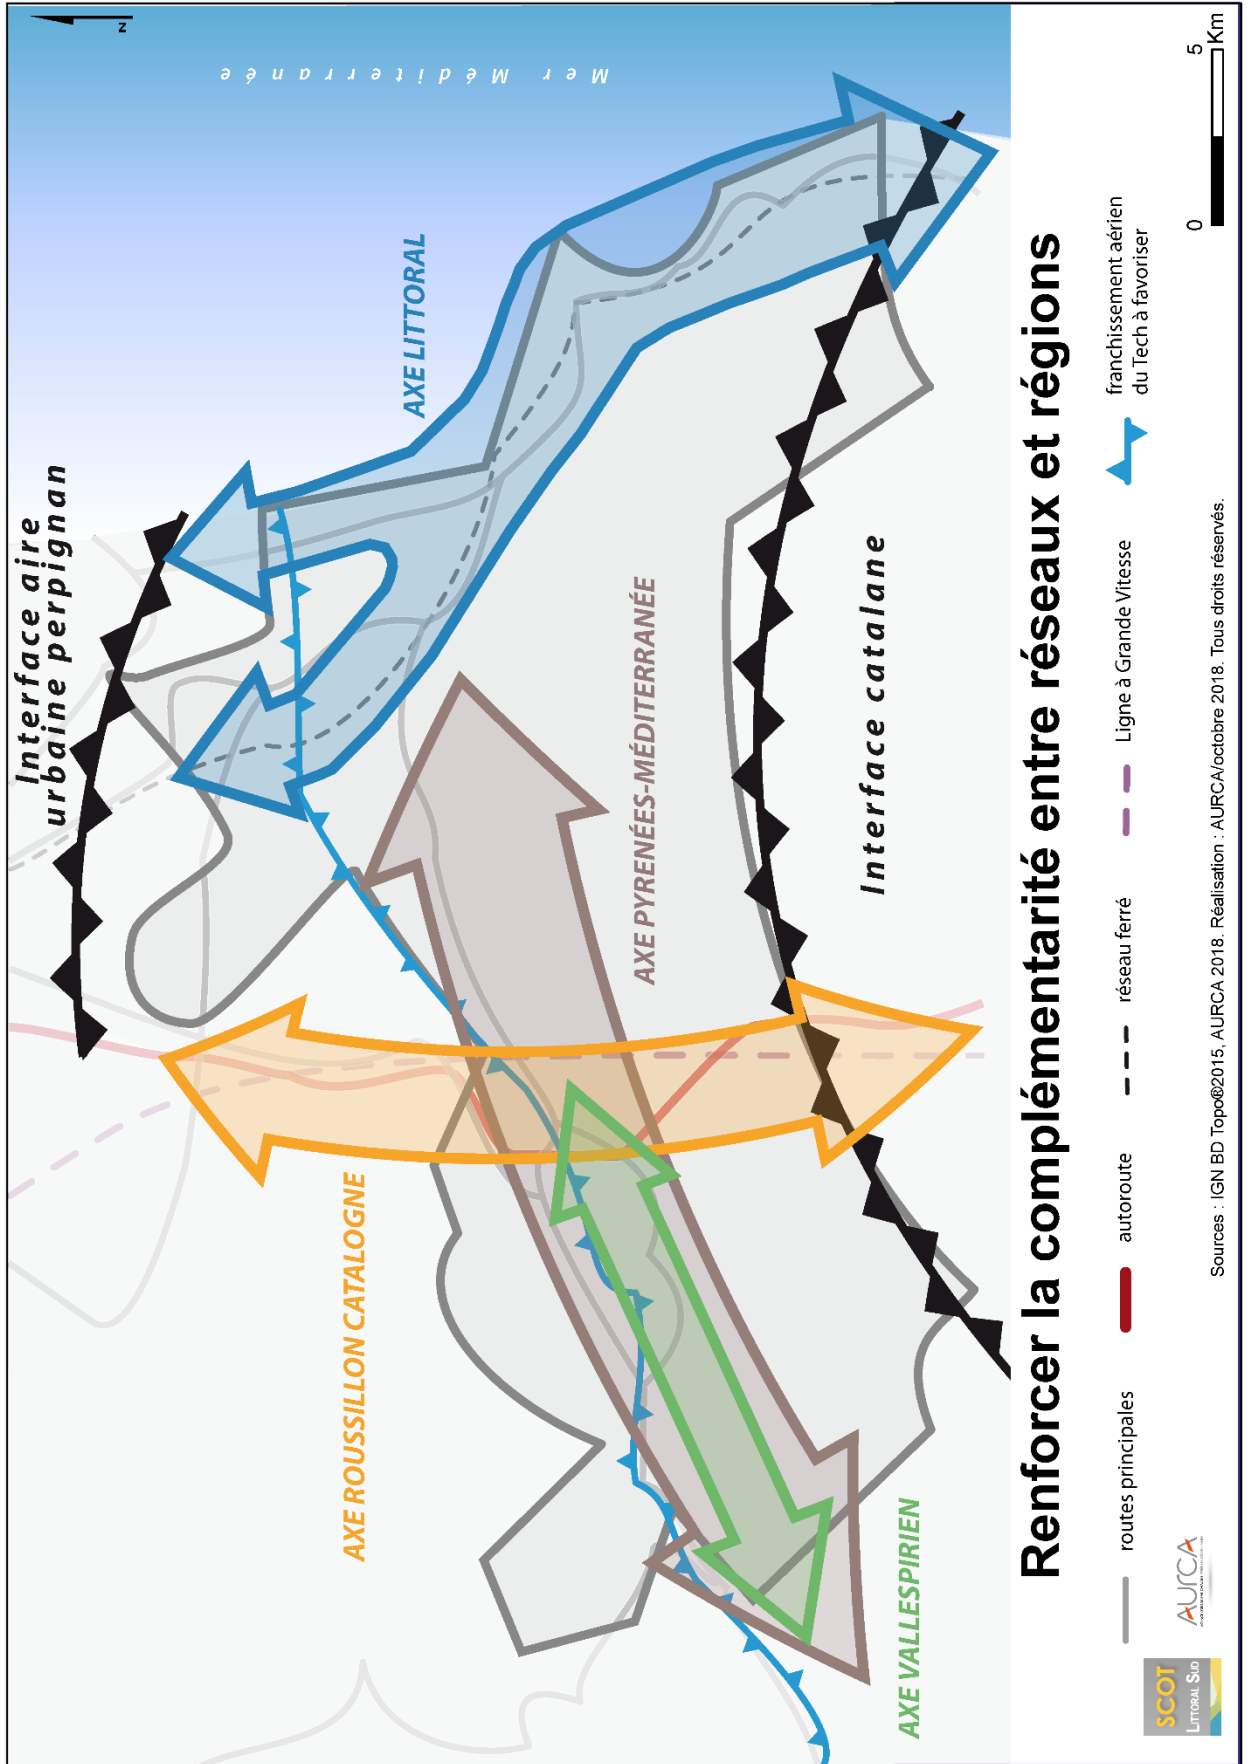 Interface aire
urbaine perpignan
Mer Méditerranée
z
AXE LITTORAL
AXE PYRENÉES-MÉDITERRANÉE
AXE ROUSSILLON CATALOGNE
AXE VALLESPIRIEN
Interface catalane
Renforcer la complémentarité entre réseaux et régions
routes principales
autoroute
réseau ferré
Ligne à Grande Vitesse
franchissement aérien
du Tech à favoriser
SCOT
LITTORAL SUD
AURCA
0
5
Km
Sources : IGN BD Topo®2015, AURCA 2018. Réalisation : AURCA/octobre 2018. Tous droits réservés.